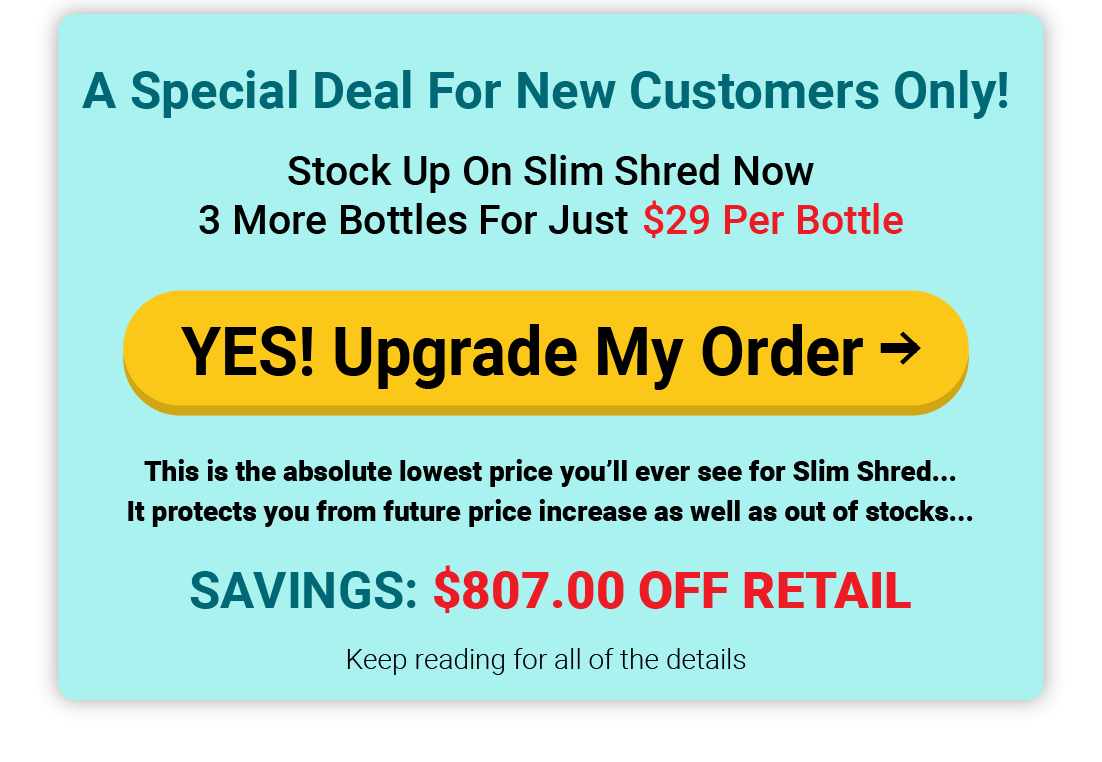 A Special Deal For New Customers Only!
Stock Up On Slim Shred Now
3 More Bottles For Just $29 Per Bottle
YES! Upgrade My Order →
This is the absolute lowest price you’ll ever see for Slim Shred...
It protects you from future price increase as well as out of stocks...
SAVINGS: $807.00 OFF RETAIL
Keep reading for all of the details